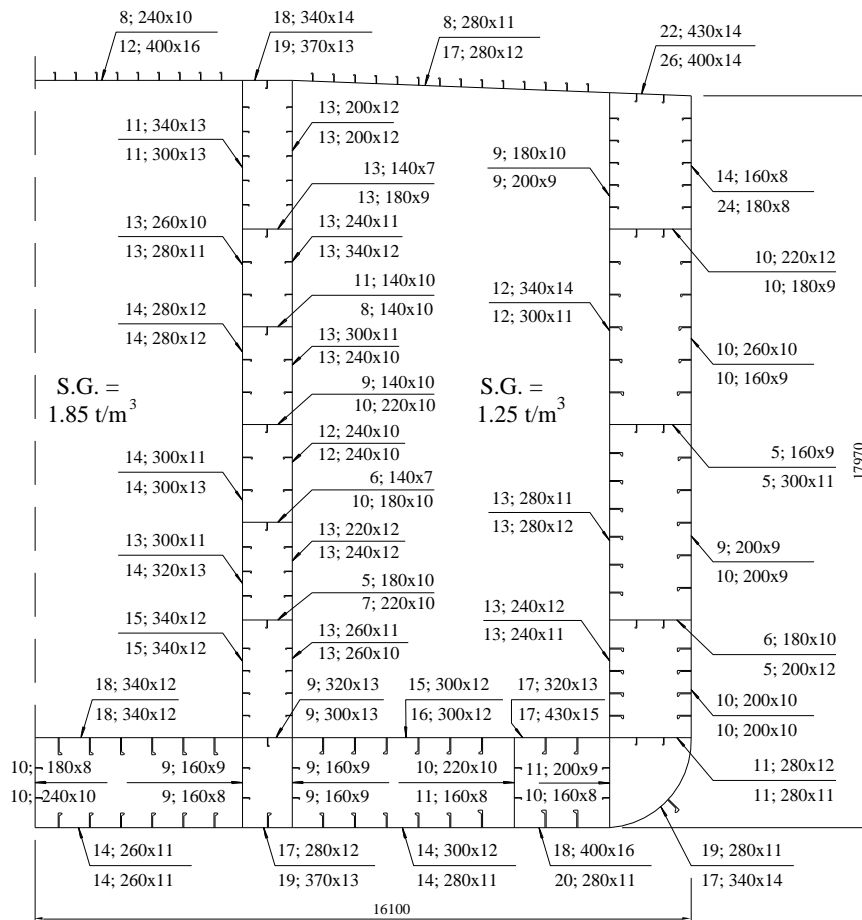 8; 240x10
12; 400x16
18; 340x14
19; 370x13
8; 280x11
17; 280x12
22; 430x14
26; 400x14
11; 340x13
11; 300x13
13; 200x12
13; 200x12
9; 180x10
9; 200x9
14; 160x8
24; 180x8
13; 140x7
13; 180x9
13; 260x10
13; 280x11
13; 240x11
13; 340x12
10; 220x12
10; 180x9
11; 140x10
8; 140x10
12; 340x14
12; 300x11
14; 280x12
14; 280x12
13; 300x11
13; 240x10
10; 260x10
10; 160x9
S.G. =
1.85 t/m3
9; 140x10
10; 220x10
S.G. =
1.25 t/m3
12; 240x10
12; 240x10
5; 160x9
5; 300x11
17970
14; 300x11
14; 300x13
6; 140x7
10; 180x10
13; 280x11
13; 280x12
13; 300x11
14; 320x13
13; 220x12
13; 240x12
9; 200x9
10; 200x9
5; 180x10
7; 220x10
15; 340x12
15; 340x12
13; 260x11
13; 260x10
13; 240x12
13; 240x11
6; 180x10
5; 200x12
18; 340x12
18; 340x12
9; 320x13
9; 300x13
15; 300x12
16; 300x12
17; 320x13
17; 430x15
10; 200x10
10; 200x10
10; 180x8
10; 240x10
9; 160x9
9; 160x8
9; 160x9
9; 160x9
10; 220x10
11; 160x8
11; 200x9
10; 160x8
11; 280x12
11; 280x11
14; 260x11
14; 260x11
17; 280x12
19; 370x13
14; 300x12
14; 280x11
18; 400x16
20; 280x11
19; 280x11
17; 340x14
16100